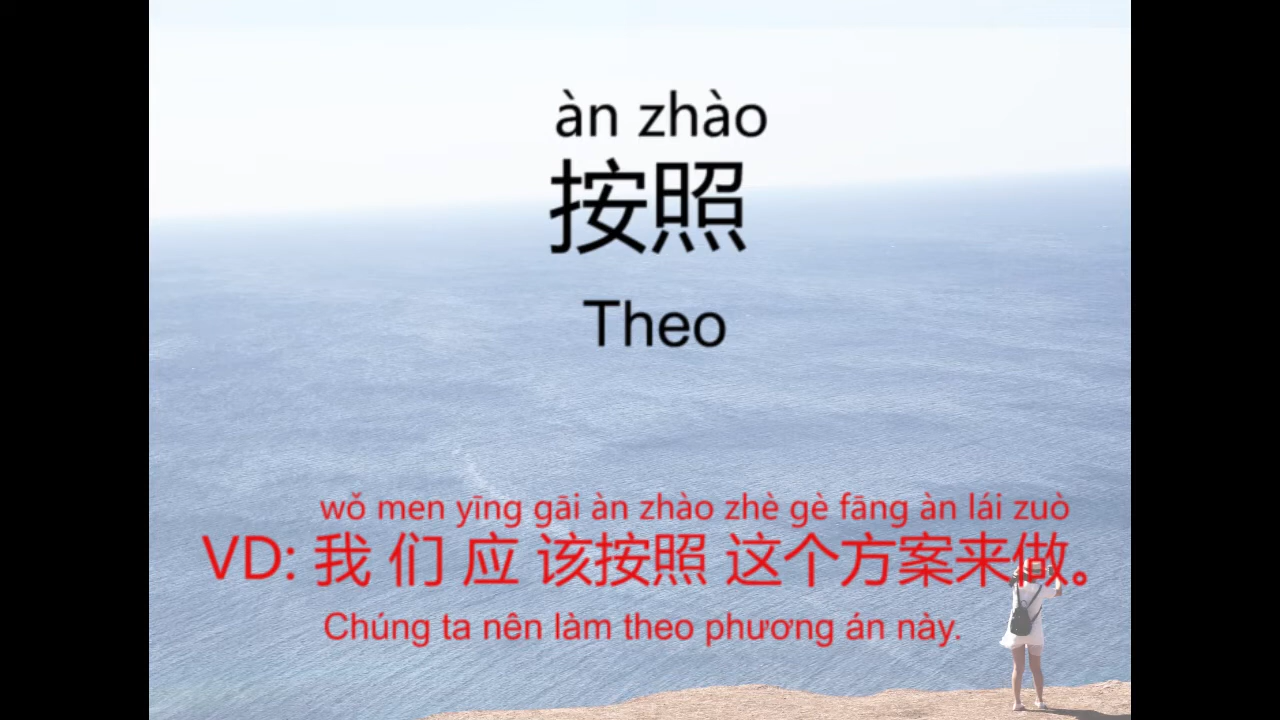 àn zhào
按照
Theo
wǒ men yīng gāi àn zhào zhè gè fāng àn lái zuò
VD: 我 们 应 该按照 这个方案来做。
Chúng ta nên làm theo phương án này.